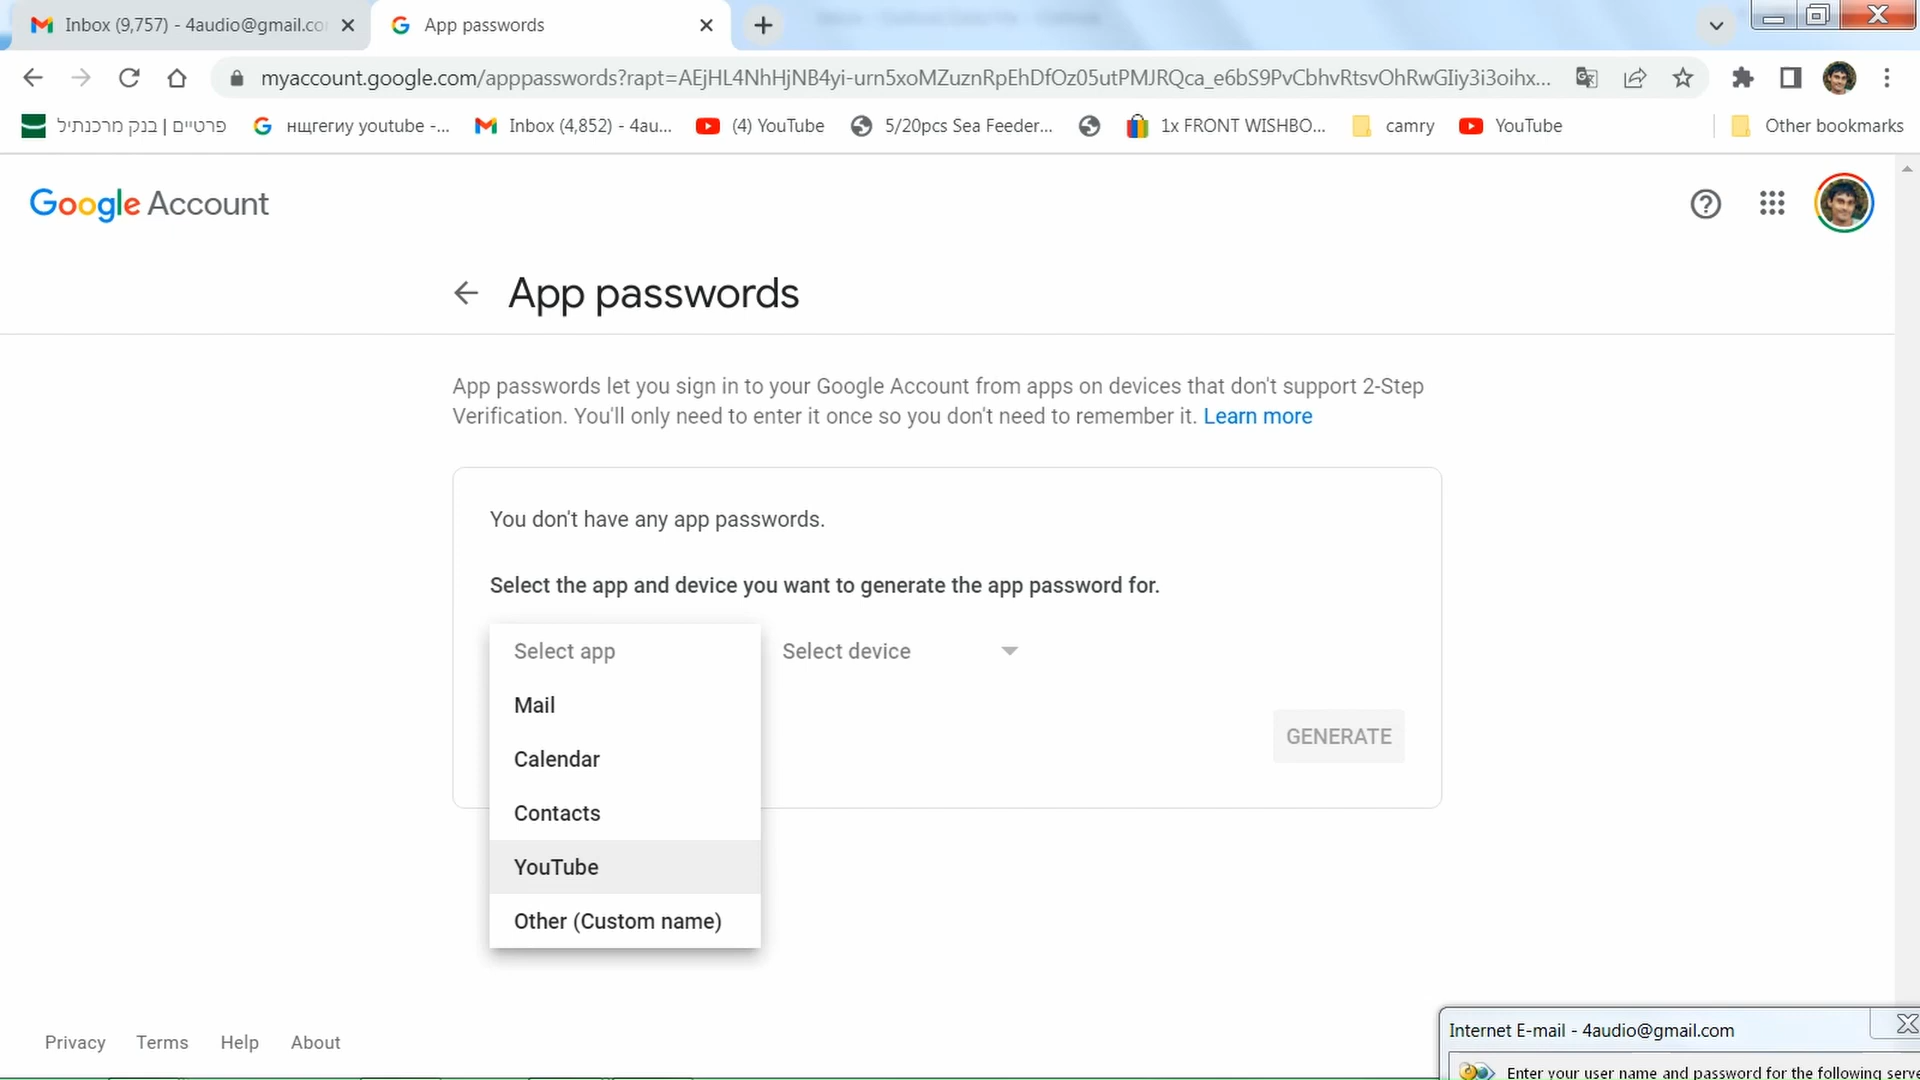 Inbox (9,757) - 4audio@gmail.co
App passwords
myaccount.google.com/apppasswords?rapt=AEjHL4NhHjNB4yi-urn5xoMZuznRpEhDfOz05utPMJRQca_e6bS9PvCbhvRtsvOhRwGIiy3i3oihx...
פרטיים | בנק מרכנתיל
нщгегиу youtube -...
Inbox (4,852) - 4au...
(4) YouTube
5/20pcs Sea Feeder...
1x FRONT WISHBO...
camry
YouTube
Other bookmarks
Google Account
App passwords
App passwords let you sign in to your Google Account from apps on devices that don't support 2-Step
Verification. You'll only need to enter it once so you don't need to remember it. Learn more
You don't have any app passwords.
Select the app and device you want to generate the app password for.
Select app
Select device
Mail
GENERATE
Calendar
Contacts
YouTube
Other (Custom name)
Privacy
Terms
Help
About
Internet E-mail - 4audio@gmail.com
Enter your user name and password for the following serve